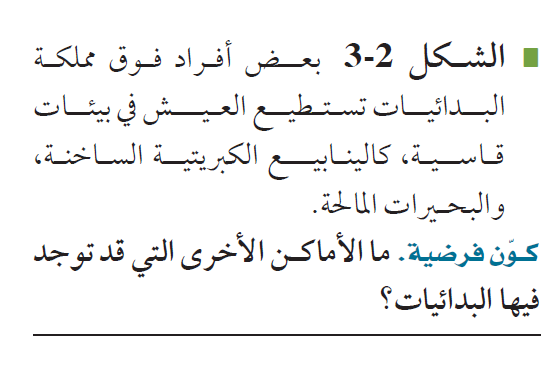 الشكل 2-3 بعض أفراد فوق مملكة
البدائيات تستطيع العيش في بيئات
قاسية، كالينابيع الكبريتية الساخنة،
والبحيرات المالحة.
كوّن فرضية. ما الأماكن الأخرى التي قد توجد
فيها البدائيات؟